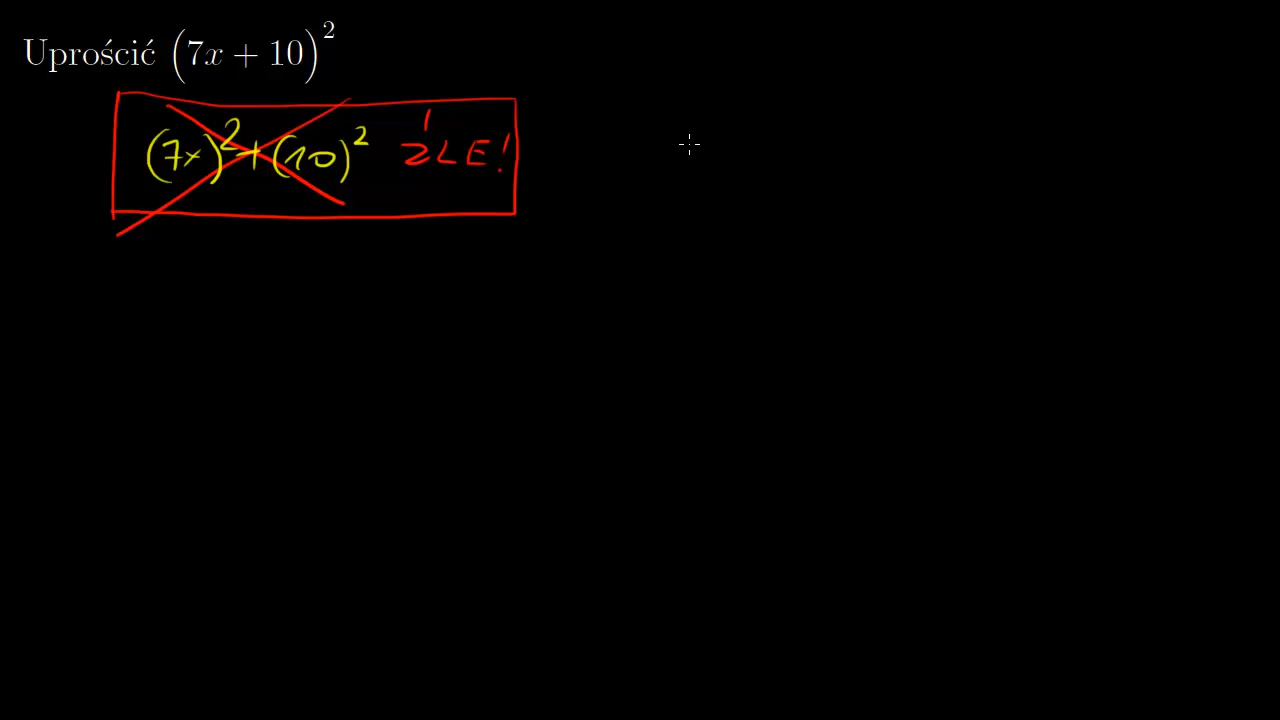 Uprościć (7x + 10)²
(7x)² + (10)² ŹLE!